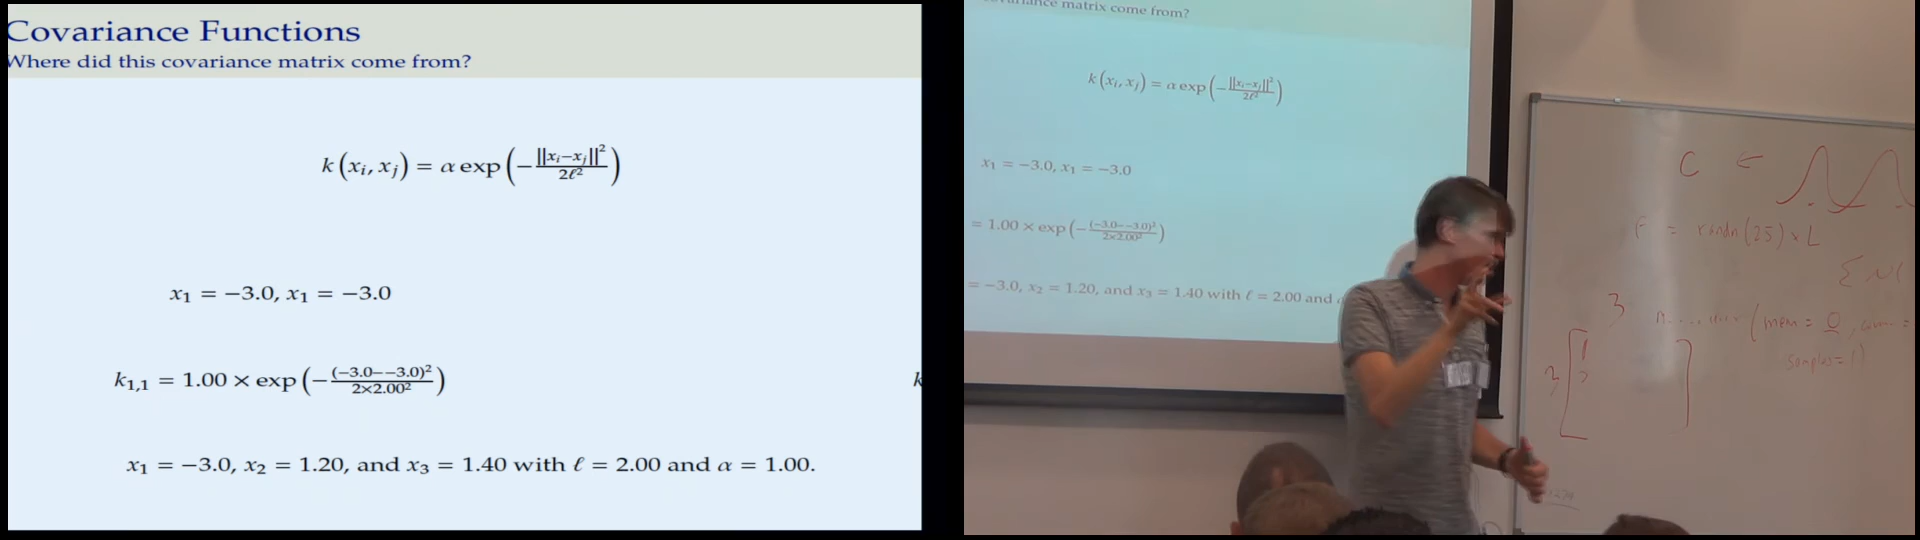 Covariance Functions
Where did this covariance matrix come from?
k(xᵢ, xⱼ) = α exp(−||xᵢ−xⱼ||²/2ℓ²)
x₁ = −3.0, x₁ = −3.0
k₁,₁ = 1.00 × exp(−(−3.0−−3.0)²/2×2.00²)
k
x₁ = −3.0, x₂ = 1.20, and x₃ = 1.40 with ℓ = 2.00 and α = 1.00.
matrix come from?
k(xᵢ, xⱼ) = α exp(−||xᵢ−xⱼ||²/2ℓ²)
x₁ = −3.0, x₁ = −3.0
= 1.00 × exp(−(−3.0−−3.0)²/2×2.00²)
= −3.0, x₂ = 1.20, and x₃ = 1.40 with ℓ = 2.00 and
C ←
= randn(25) × L
Σ N(
3
(mean = 0,
samples = 1)
3
1
2